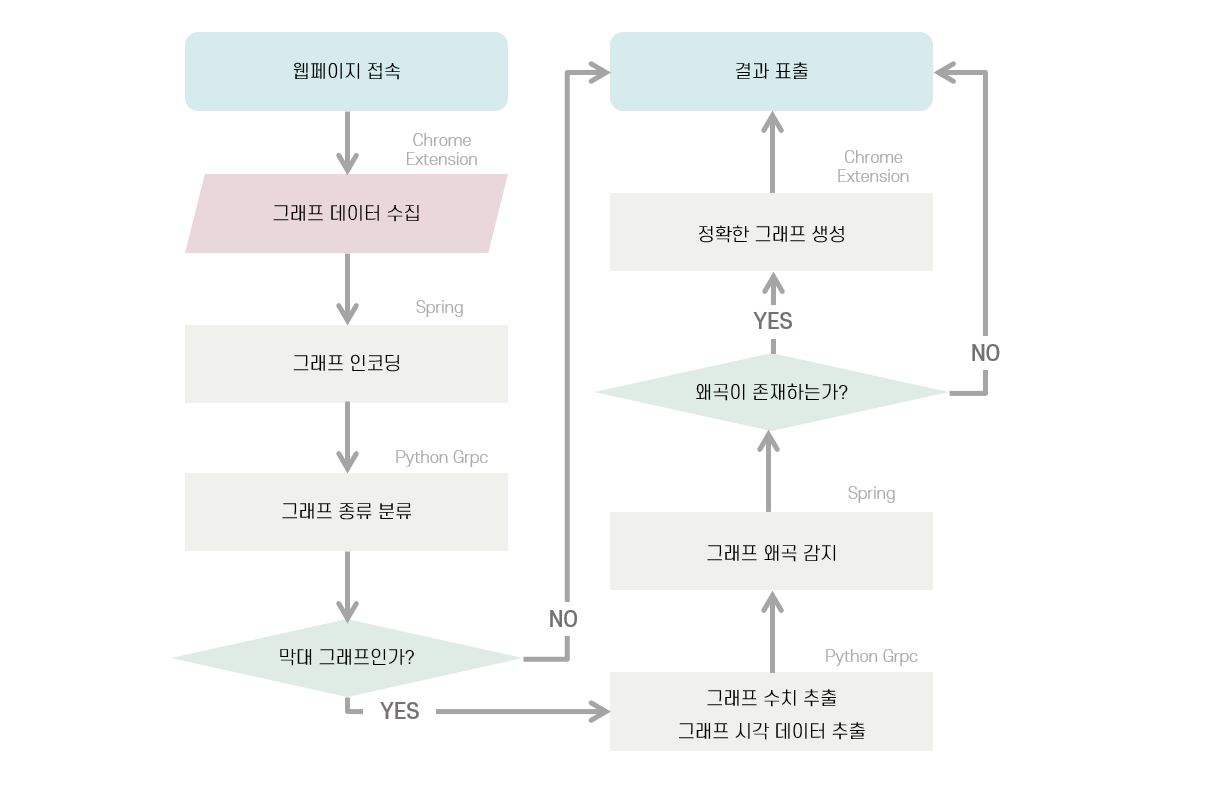 웹페이지 접속
Chrome
Extension
그래프 데이터 수집
Spring
그래프 인코딩
Python Grpc
그래프 종류 분류
막대 그래프인가?
NO
YES
결과 표출
Chrome
Extension
정확한 그래프 생성
YES
NO
왜곡이 존재하는가?
Spring
그래프 왜곡 감지
Python Grpc
그래프 수치 추출
그래프 시각 데이터 추출